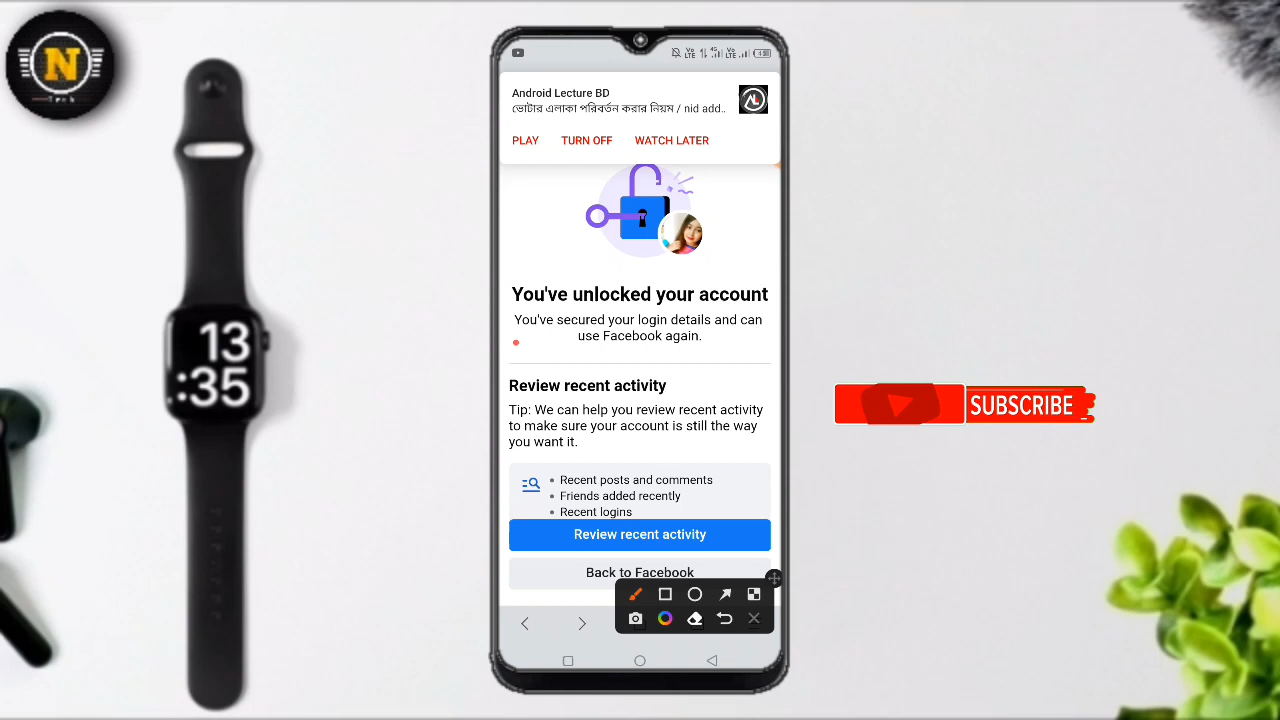 N
Tech
13
:35
Android Lecture BD
ভোটার এলাকা পরিবর্তন করার নিয়ম / nid add..
PLAY TURN OFF WATCH LATER
You've unlocked your account
You've secured your login details and can
use Facebook again.
Review recent activity
Tip: We can help you review recent activity
to make sure your account is still the way
you want it.
Recent posts and comments
Friends added recently
Recent logins
Review recent activity
Back to Facebook
SUBSCRIBE